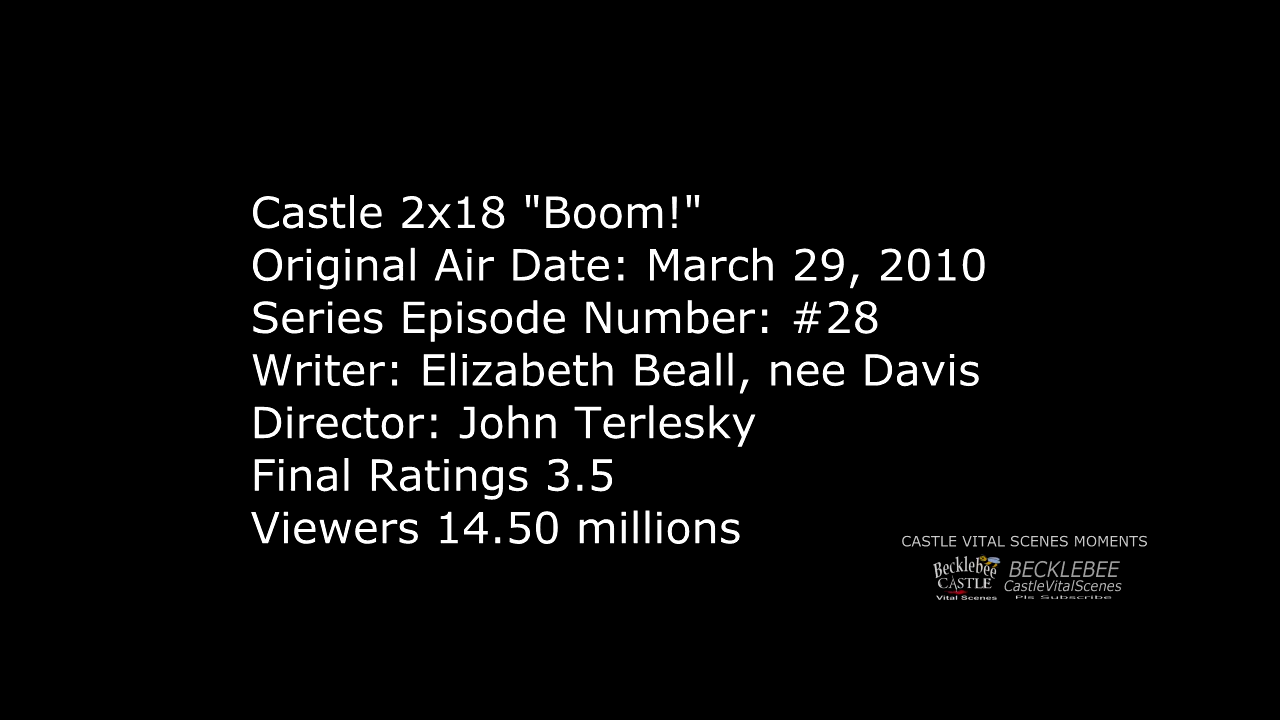 Castle 2x18 "Boom!"
Original Air Date: March 29, 2010
Series Episode Number: #28
Writer: Elizabeth Beall, nee Davis
Director: John Terlesky
Final Ratings 3.5
Viewers 14.50 millions
CASTLE VITAL SCENES MOMENTS
Becklebee
CASTLE
Vital Scenes
BECKLEBEE
CastleVitalScenes
Pls Subscribe